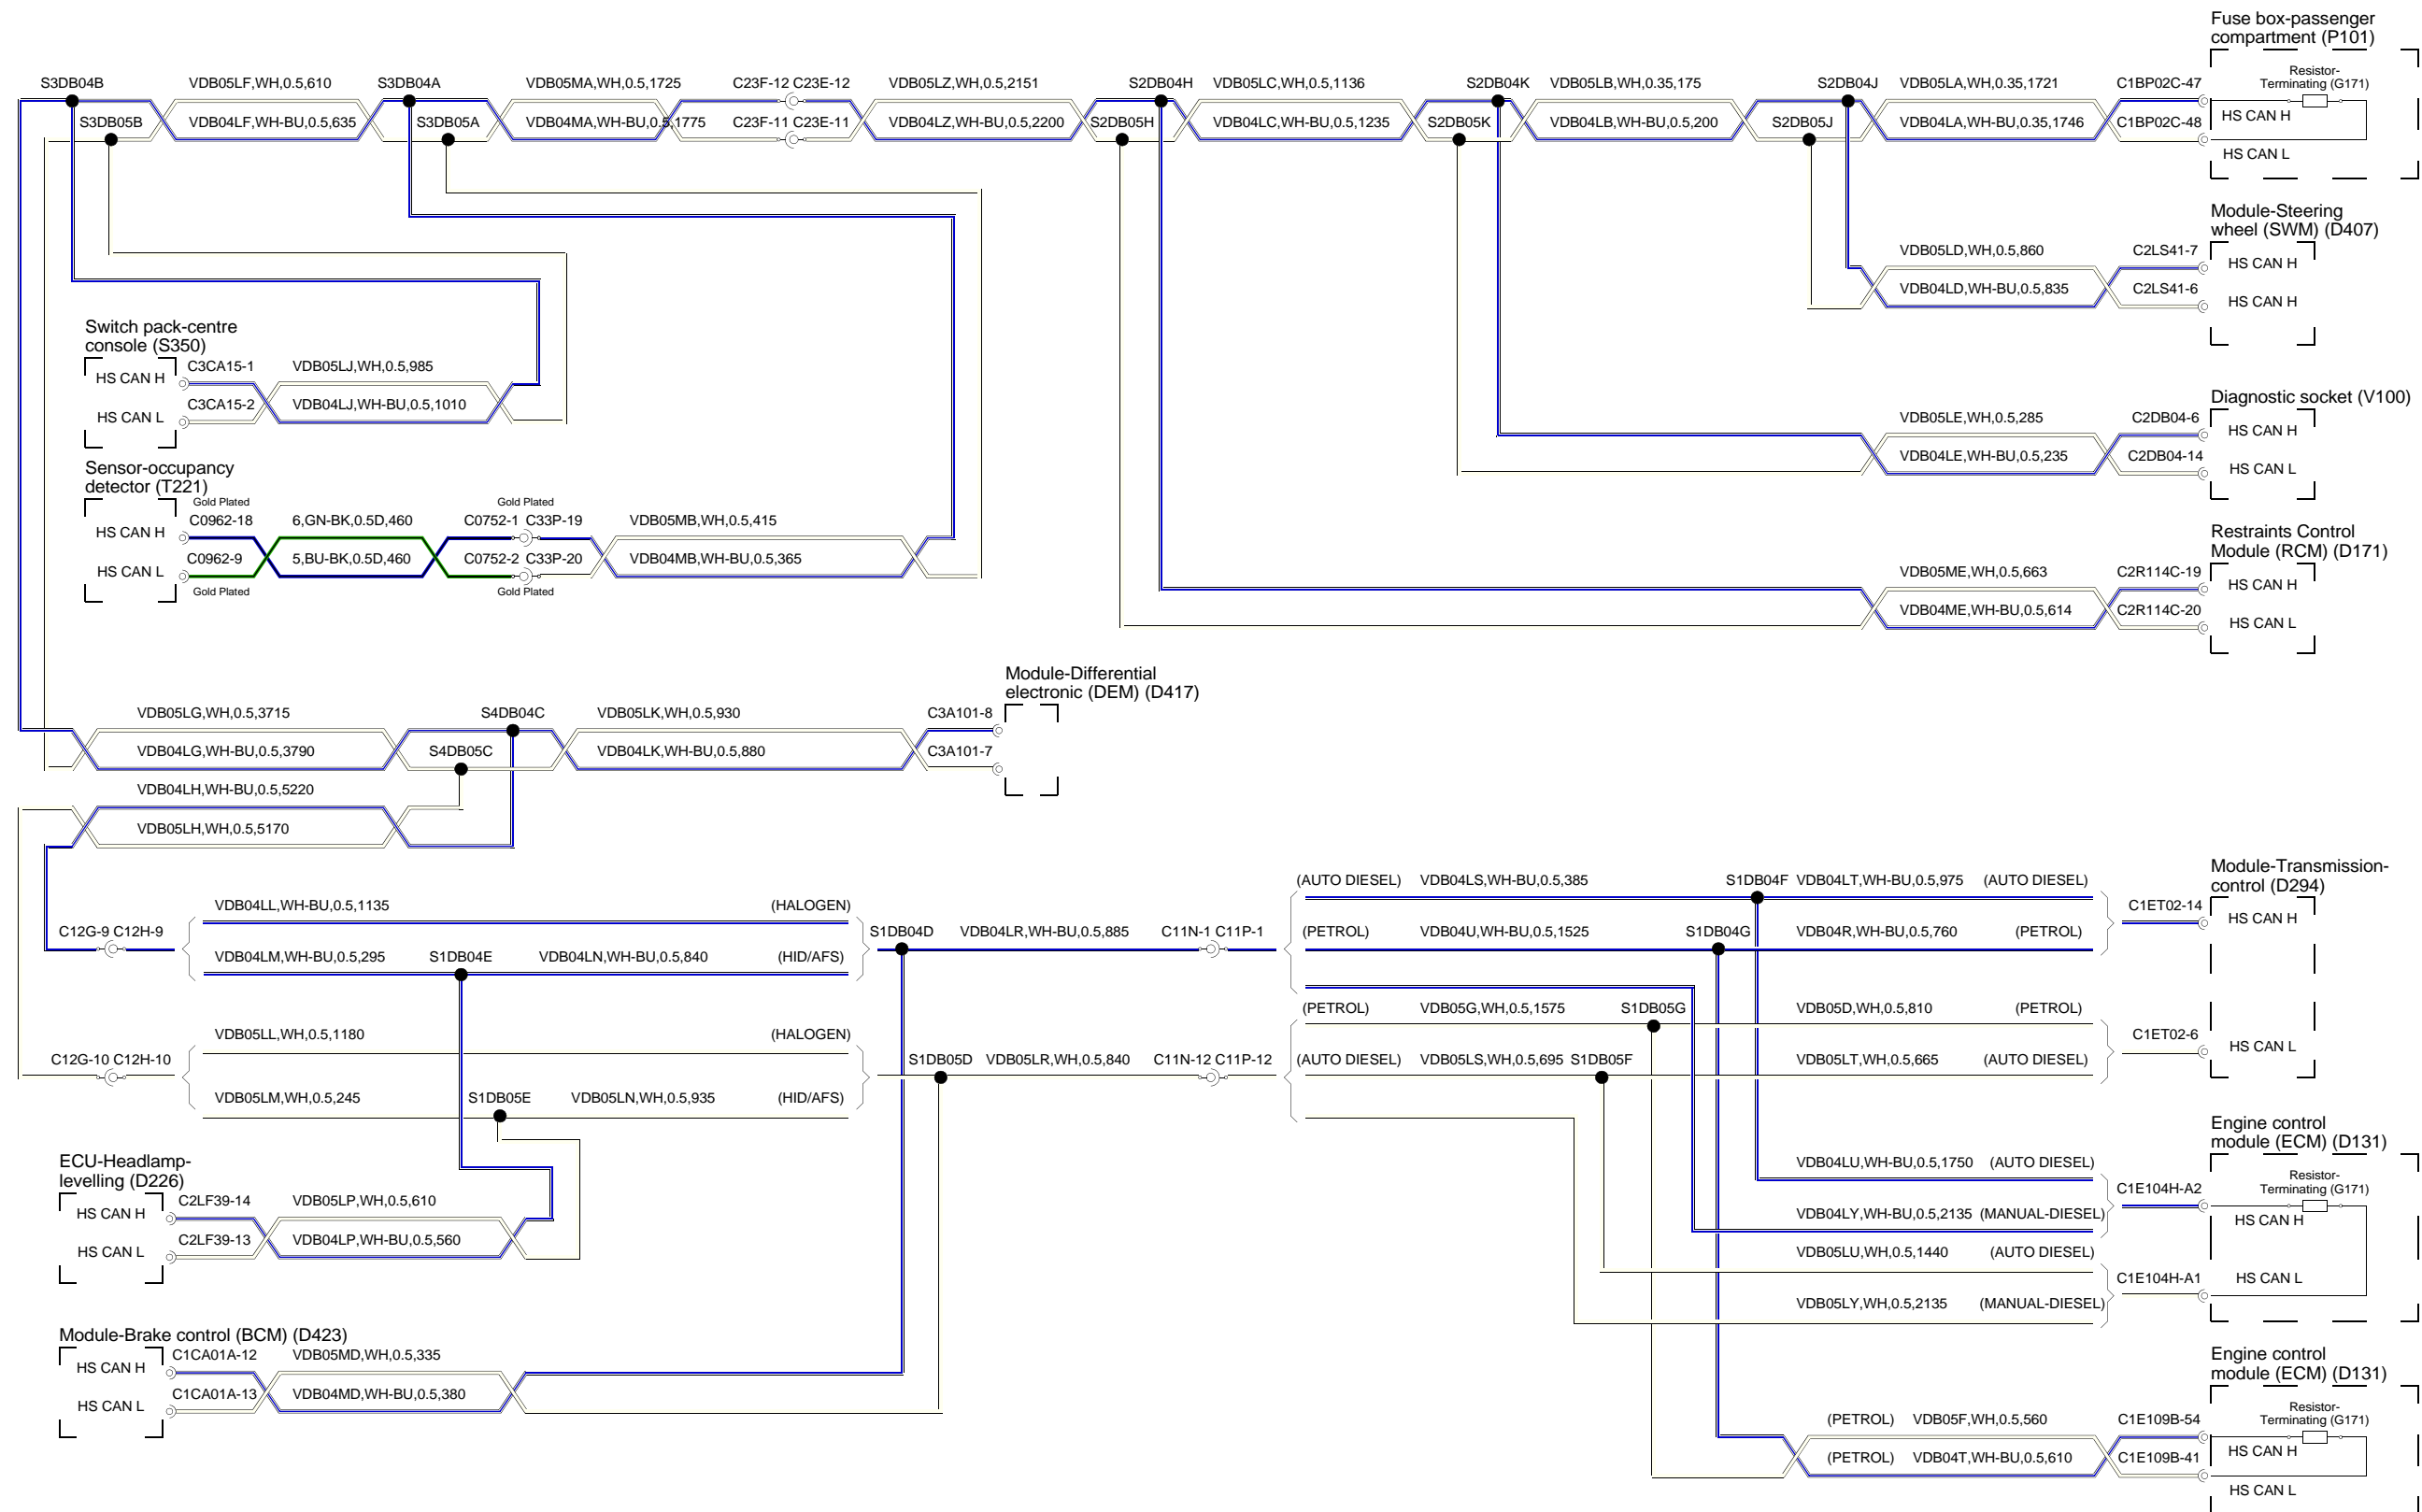 Fuse box-passenger
compartment (P101)
S3DB04B
VDB05LF,WH,0.5,610
S3DB04A
VDB05MA,WH,0.5,1725
C23F-12 C23E-12
VDB05LZ,WH,0.5,2151
S2DB04H
VDB05LC,WH,0.5,1136
S2DB04K
VDB05LB,WH,0.35,175
S2DB04J
VDB05LA,WH,0.35,1721
C1BP02C-47
Resistor-
Terminating (G171)
HS CAN H
S3DB05B
VDB04LF,WH-BU,0.5,635
S3DB05A
VDB04MA,WH-BU,0.5,1775
C23F-11 C23E-11
VDB04LZ,WH-BU,0.5,2200
S2DB05H
VDB04LC,WH-BU,0.5,1235
S2DB05K
VDB04LB,WH-BU,0.5,200
S2DB05J
VDB04LA,WH-BU,0.35,1746
C1BP02C-48
HS CAN L
Module-Steering
wheel (SWM) (D407)
VDB05LD,WH,0.5,860
C2LS41-7
HS CAN H
VDB04LD,WH-BU,0.5,835
C2LS41-6
HS CAN H
Switch pack-centre
console (S350)
HS CAN H
C3CA15-1
VDB05LJ,WH,0.5,985
HS CAN L
C3CA15-2
VDB04LJ,WH-BU,0.5,1010
Diagnostic socket (V100)
VDB05LE,WH,0.5,285
C2DB04-6
HS CAN H
VDB04LE,WH-BU,0.5,235
C2DB04-14
HS CAN L
Sensor-occupancy
detector (T221)
Gold Plated
Gold Plated
HS CAN H
C0962-18
6,GN-BK,0.5D,460
C0752-1 C33P-19
VDB05MB,WH,0.5,415
HS CAN L
C0962-9
5,BU-BK,0.5D,460
C0752-2 C33P-20
VDB04MB,WH-BU,0.5,365
Gold Plated
Gold Plated
Restraints Control
Module (RCM) (D171)
VDB05ME,WH,0.5,663
C2R114C-19
HS CAN H
VDB04ME,WH-BU,0.5,614
C2R114C-20
HS CAN L
Module-Differential
electronic (DEM) (D417)
VDB05LG,WH,0.5,3715
S4DB04C
VDB05LK,WH,0.5,930
C3A101-8
VDB04LG,WH-BU,0.5,3790
S4DB05C
VDB04LK,WH-BU,0.5,880
C3A101-7
VDB04LH,WH-BU,0.5,5220
VDB05LH,WH,0.5,5170
Module-Transmission-
control (D294)
(AUTO DIESEL)
VDB04LS,WH-BU,0.5,385
S1DB04F
VDB04LT,WH-BU,0.5,975
(AUTO DIESEL)
C1ET02-14
HS CAN H
VDB04LL,WH-BU,0.5,1135
(HALOGEN)
C12G-9 C12H-9
S1DB04D
VDB04LR,WH-BU,0.5,885
C11N-1 C11P-1
(PETROL)
VDB04U,WH-BU,0.5,1525
S1DB04G
VDB04R,WH-BU,0.5,760
(PETROL)
VDB04LM,WH-BU,0.5,295
S1DB04E
VDB04LN,WH-BU,0.5,840
(HID/AFS)
(PETROL)
VDB05G,WH,0.5,1575
S1DB05G
VDB05D,WH,0.5,810
(PETROL)
C1ET02-6
HS CAN L
VDB05LL,WH,0.5,1180
(HALOGEN)
C12G-10 C12H-10
S1DB05D
VDB05LR,WH,0.5,840
C11N-12 C11P-12
(AUTO DIESEL)
VDB05LS,WH,0.5,695
S1DB05F
VDB05LT,WH,0.5,665
(AUTO DIESEL)
VDB05LM,WH,0.5,245
S1DB05E
VDB05LN,WH,0.5,935
(HID/AFS)
Engine control
module (ECM) (D131)
VDB04LU,WH-BU,0.5,1750
(AUTO DIESEL)
C1E104H-A2
Resistor-
Terminating (G171)
HS CAN H
VDB04LY,WH-BU,0.5,2135
(MANUAL-DIESEL)
VDB05LU,WH,0.5,1440
(AUTO DIESEL)
C1E104H-A1
HS CAN L
VDB05LY,WH,0.5,2135
(MANUAL-DIESEL)
ECU-Headlamp-
levelling (D226)
HS CAN H
C2LF39-14
VDB05LP,WH,0.5,610
HS CAN L
C2LF39-13
VDB04LP,WH-BU,0.5,560
Module-Brake control (BCM) (D423)
HS CAN H
C1CA01A-12
VDB05MD,WH,0.5,335
HS CAN L
C1CA01A-13
VDB04MD,WH-BU,0.5,380
Engine control
module (ECM) (D131)
(PETROL)
VDB05F,WH,0.5,560
C1E109B-54
Resistor-
Terminating (G171)
HS CAN H
(PETROL)
VDB04T,WH-BU,0.5,610
C1E109B-41
HS CAN L